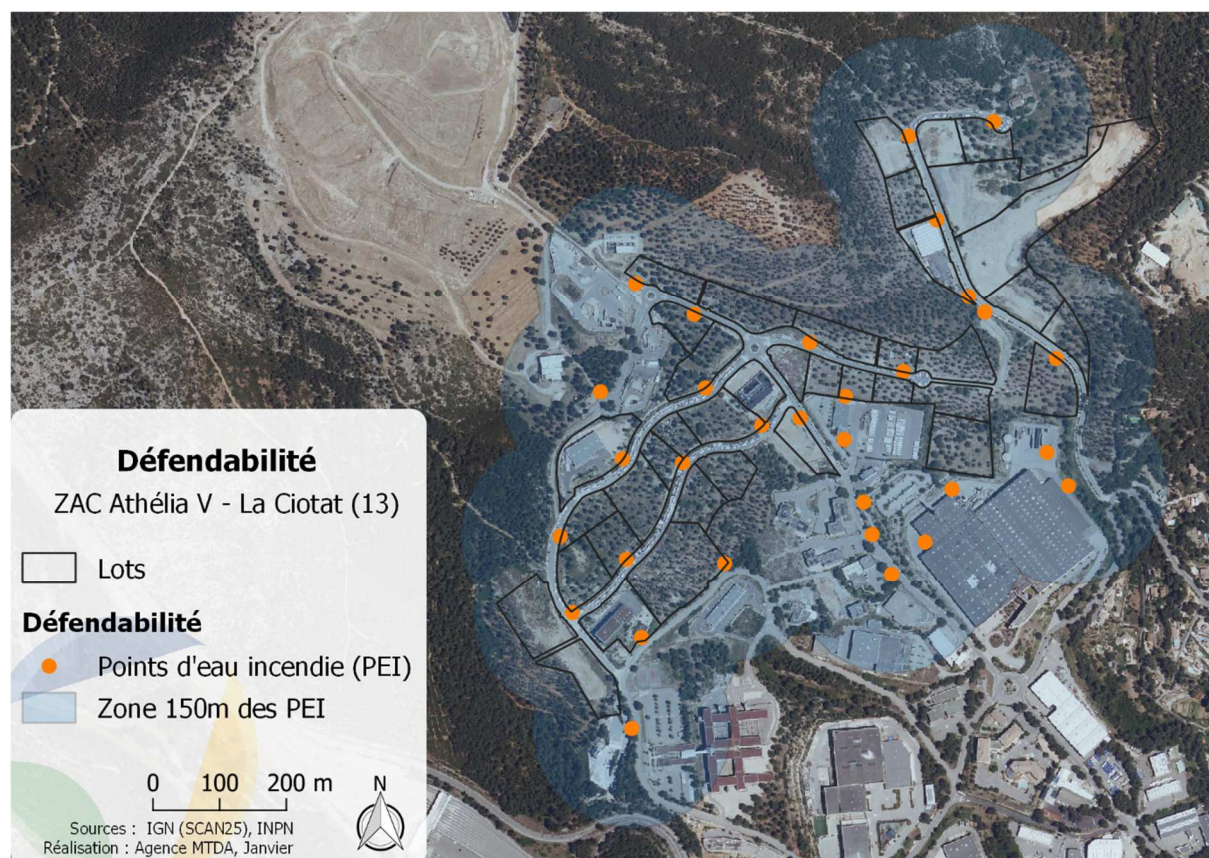 Défendabilité
ZAC Athélia V - La Ciotat (13)
Lots
Défendabilité
Points d'eau incendie (PEI)
Zone 150m des PEI
0 100 200 m
N
Sources : IGN (SCAN25), INPN
Réalisation : Agence MTDA, Janvier